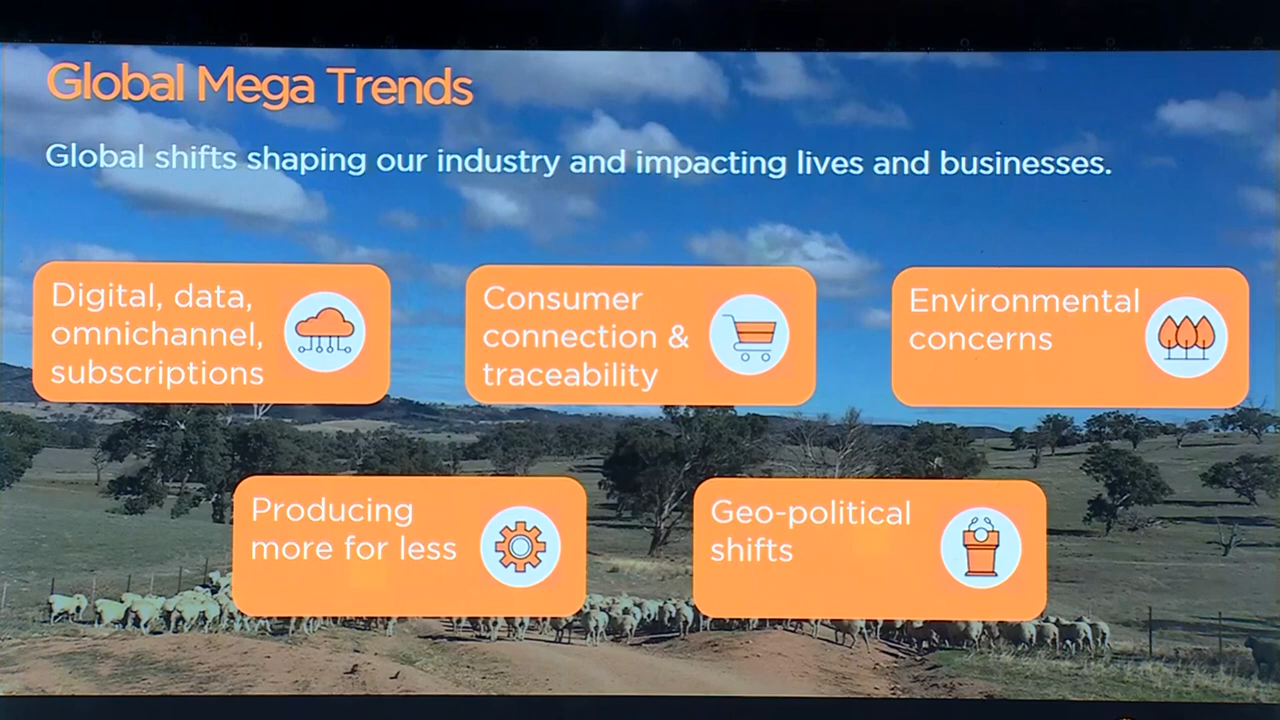 Global Mega Trends
Global shifts shaping our industry and impacting lives and businesses.
Digital, data,
omnichannel,
subscriptions
Consumer
connection &
traceability
Environmental
concerns
Producing
more for less
Geo-political
shifts